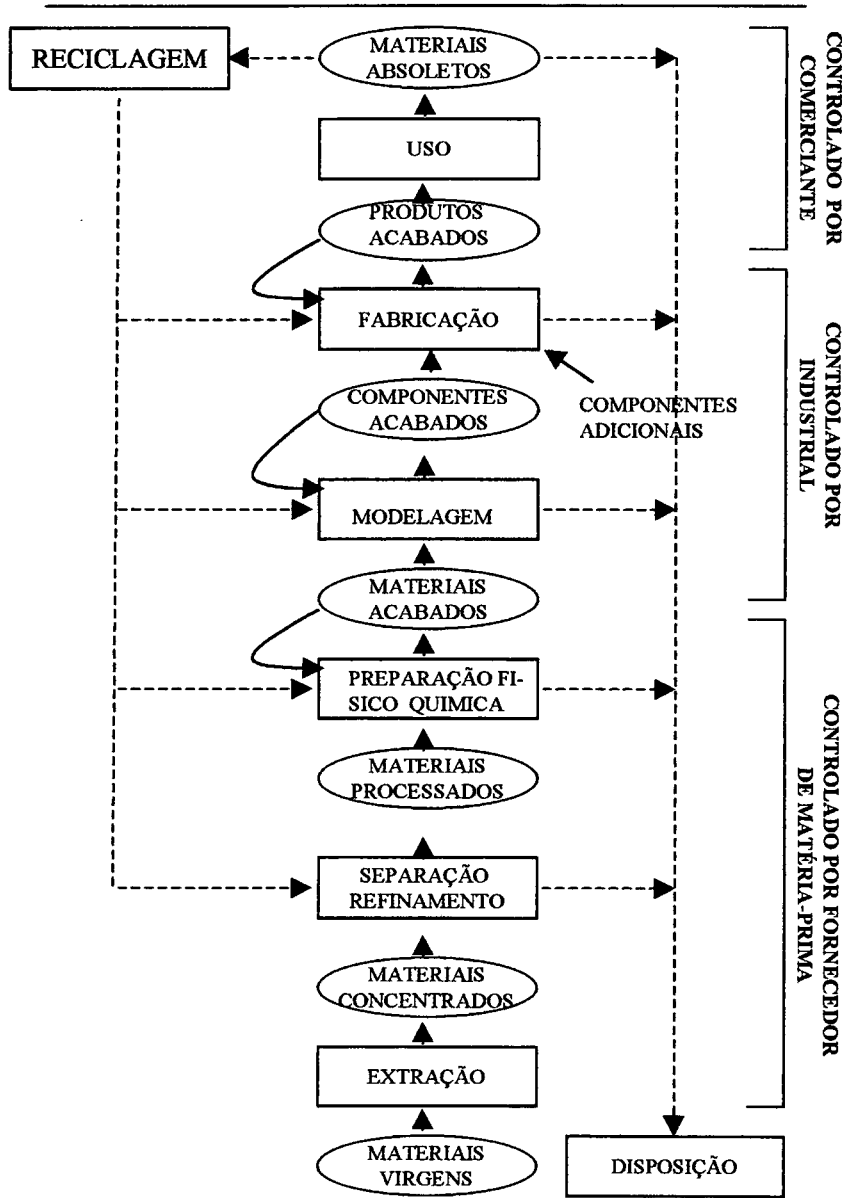 RECICLAGEM
MATERIAIS
ABSOLETOS
USO
PRODUTOS
ACABADOS
FABRICAÇÃO
COMPONENTES
ACABADOS
COMPONENTES
ADICIONAIS
MODELAGEM
MATERIAIS
ACABADOS
PREPARAÇÃO FI-
SICO QUIMICA
MATERIAIS
PROCESSADOS
SEPARAÇÃO
REFINAMENTO
MATERIAIS
CONCENTRADOS
EXTRAÇÃO
MATERIAIS
VIRGENS
DISPOSIÇÃO
CONTROLADO POR
COMERCIANTE
CONTROLADO POR
INDUSTRIAL
CONTROLADO POR FORNECEDOR
DE MATÉRIA-PRIMA